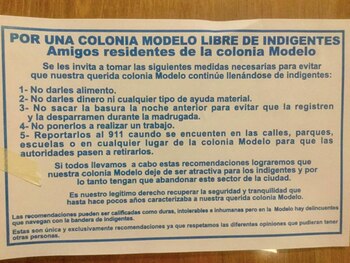 POR UNA COLONIA MODELO LIBRE DE INDIGENTES
Amigos residentes de la colonia Modelo
Se les invita a tomar las siguientes medidas necesarias para evitar
que nuestra querida colonia Modelo continúe llenándose de indigentes:
1- No darles alimento.
2- No darles dinero ni cualquier tipo de ayuda material.
3- No sacar la basura la noche anterior para evitar que la registren
y la desparramen durante la madrugada.
4- No ponerlos a realizar un trabajo.
5- Reportarlos al 911 caundo se encuenten en las calles, parques,
escuelas o en cualquier lugar de la colonia Modelo para que las
autoridades pasen a retirarlos.
Si todos llevamos a cabo estas recomendaciones lograremos que
nuestra colonia Modelo deje de ser atractiva para los indigentes y por
lo tanto tengan que abandonar este sector de la ciudad.
Es nuestro legitimo derecho recuperar la seguridad y tranquilidad que
hasta hace pocos años caracterizaba a nuestra querida colonia Modelo.
Las recomendaciones pueden ser calificadas como duras, intolerables e inhumanas pero en la Modelo hay delincuentes
que navegan con la bandera de indigentes.
Estas son única y exclusivamente recomendaciones ya que respetamos las diferentes opiniones que pudieran tener
otras personas.